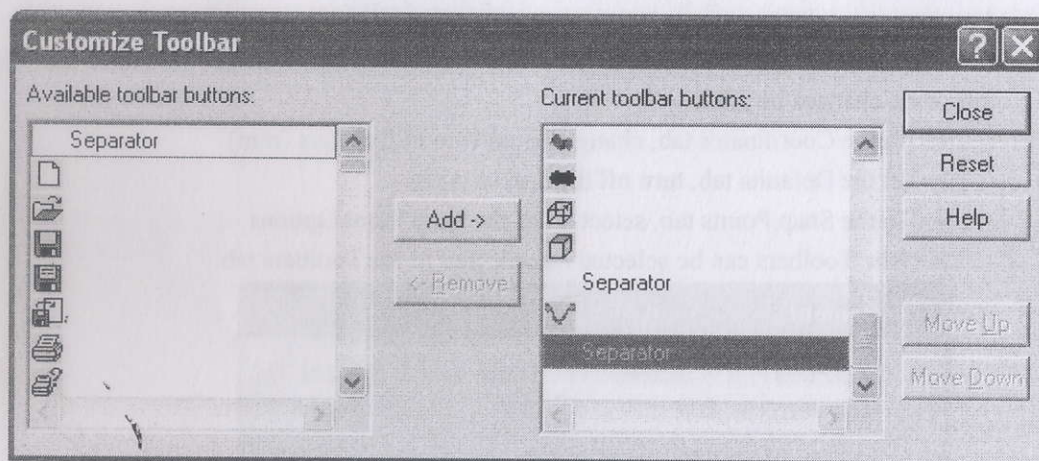 Customize Toolbar
Available toolbar buttons:
Separator
Add ->
<- Remove
Current toolbar buttons:
Separator
Separator
Close
Reset
Help
Move Up
Move Down